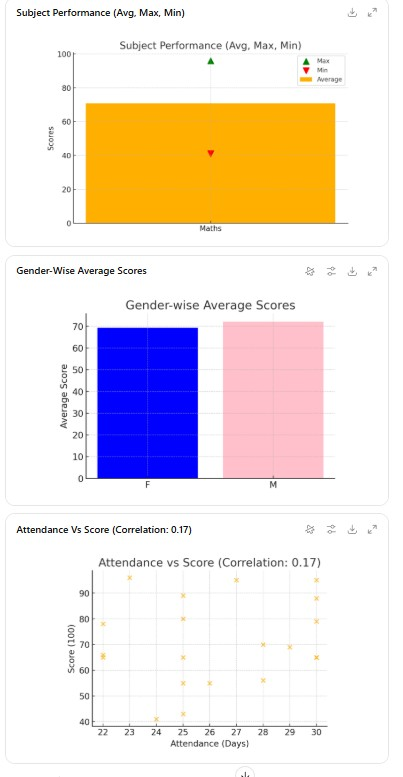 Subject Performance (Avg, Max, Min)
Subject Performance (Avg, Max, Min)
100
80
60
40
20
0
Scores
Max
Min
Average
Maths
Gender-Wise Average Scores
Gender-wise Average Scores
70
60
50
40
30
20
10
0
Average Score
F
M
Attendance Vs Score (Correlation: 0.17)
Attendance vs Score (Correlation: 0.17)
90
80
70
60
50
40
Score (100)
22 23 24 25 26 27 28 29 30
Attendance (Days)